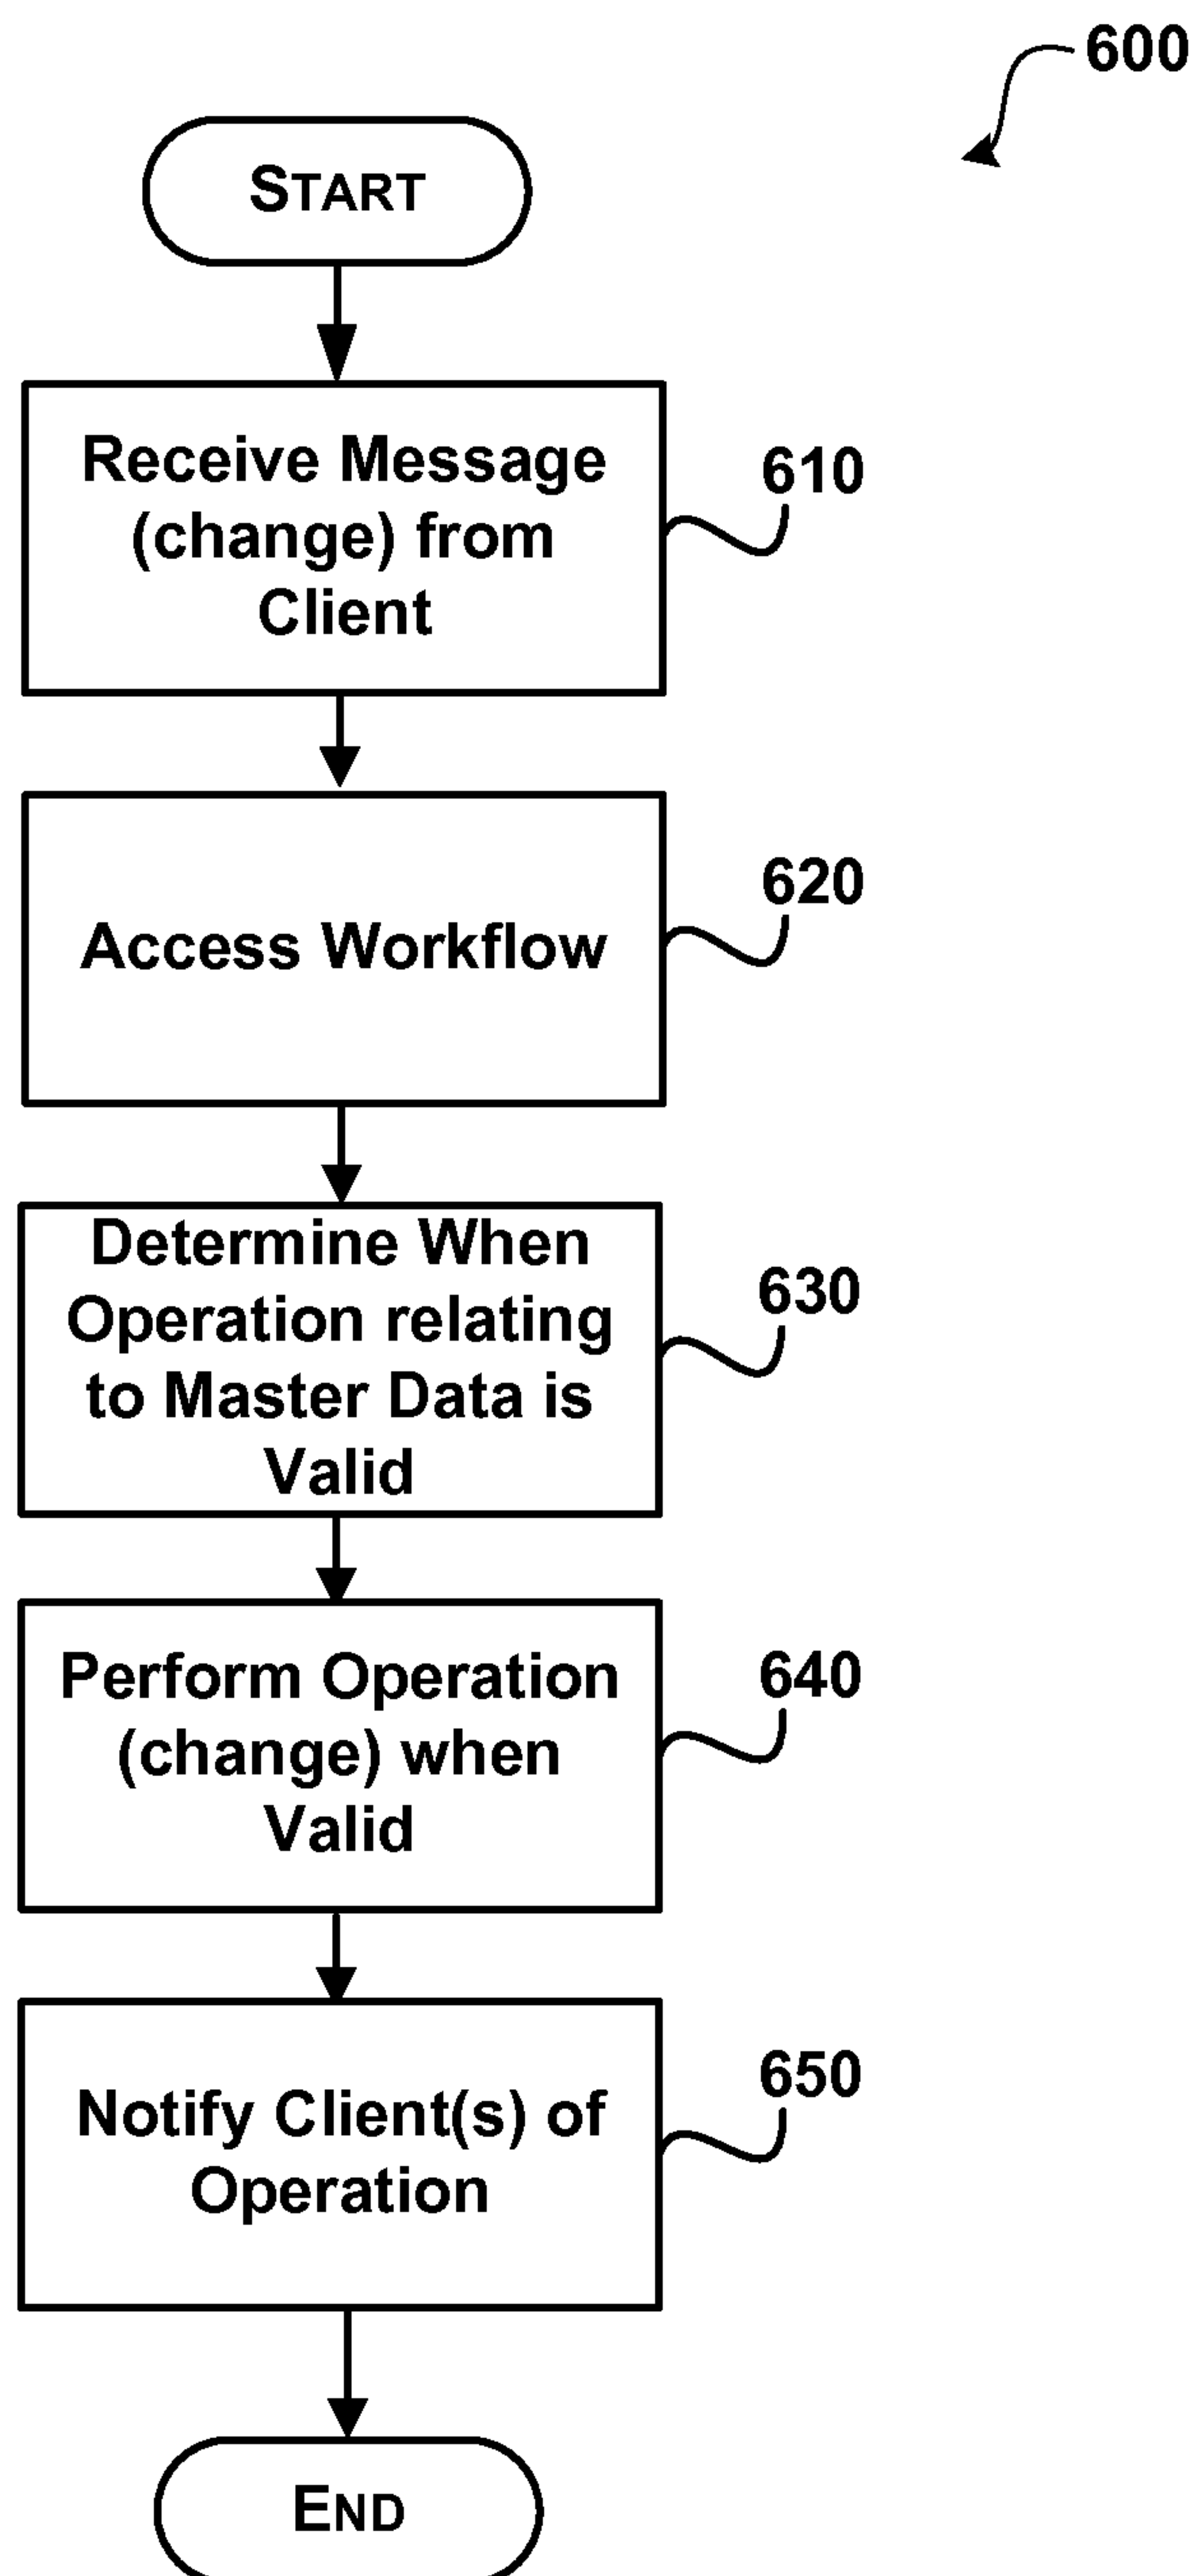 600
START
Receive Message
(change) from
Client
610
Access Workflow
620
Determine When
Operation relating
to Master Data is
Valid
630
Perform Operation
(change) when
Valid
640
Notify Client(s) of
Operation
650
END